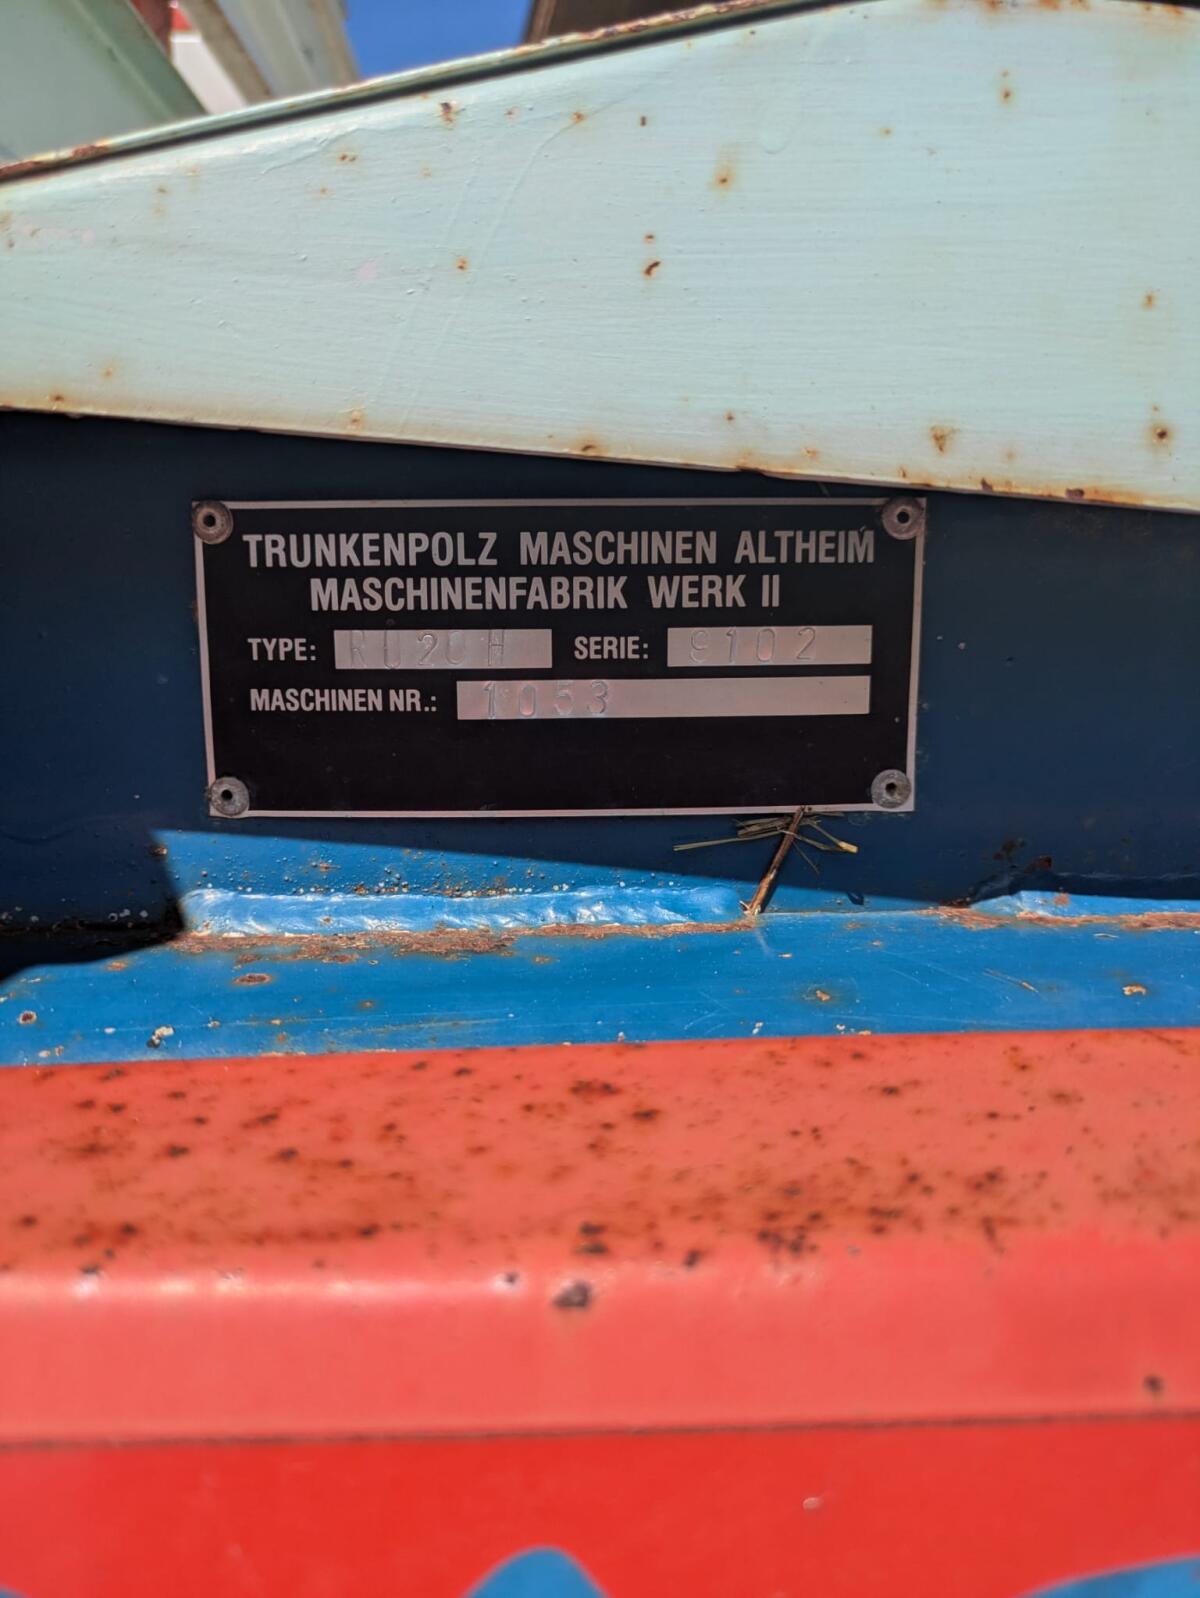 TRUNKENPOLZ MASCHINEN ALTHEIM
MASCHINENFABRIK WERK II
TYPE: RU20H SERIE: 9102
MASCHINEN NR.: 1053